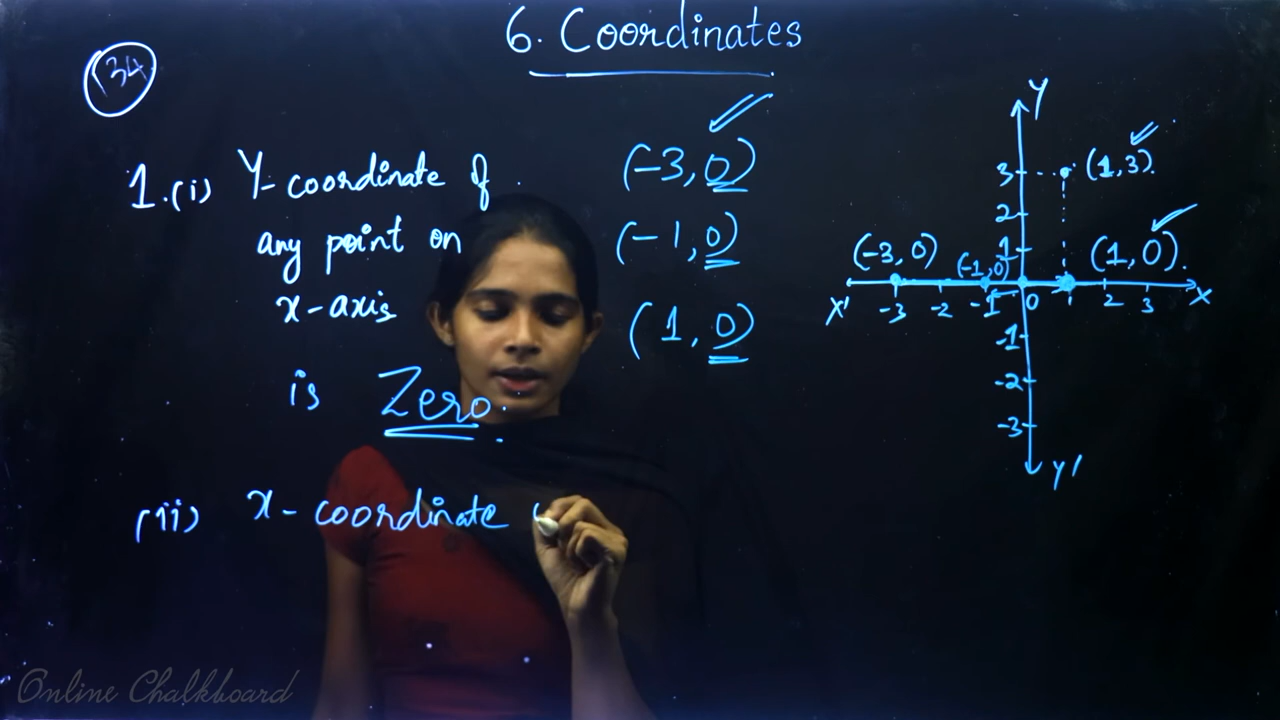 6. Coordinates
(34)
1.(i) Y-coordinate of
any point on
x-axis
is Zero.
(-3, 0)
(-1, 0)
(1, 0)
(ii) x-coordinate
Y
3 (1,3).
2
1
(-3, 0) (-1,0) (1, 0).
X' -3 -2 -1 0 1 2 3 X
-1
-2
-3
Y'
Online Chalkboard